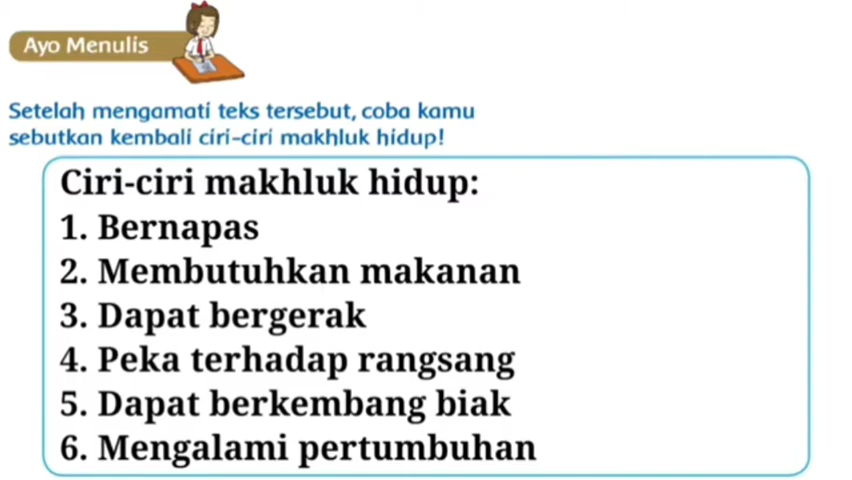 Ayo Menulis
Setelah mengamati teks tersebut, coba kamu
sebutkan kembali ciri-ciri makhluk hidup!
Ciri-ciri makhluk hidup:
1. Bernapas
2. Membutuhkan makanan
3. Dapat bergerak
4. Peka terhadap rangsang
5. Dapat berkembang biak
6. Mengalami pertumbuhan